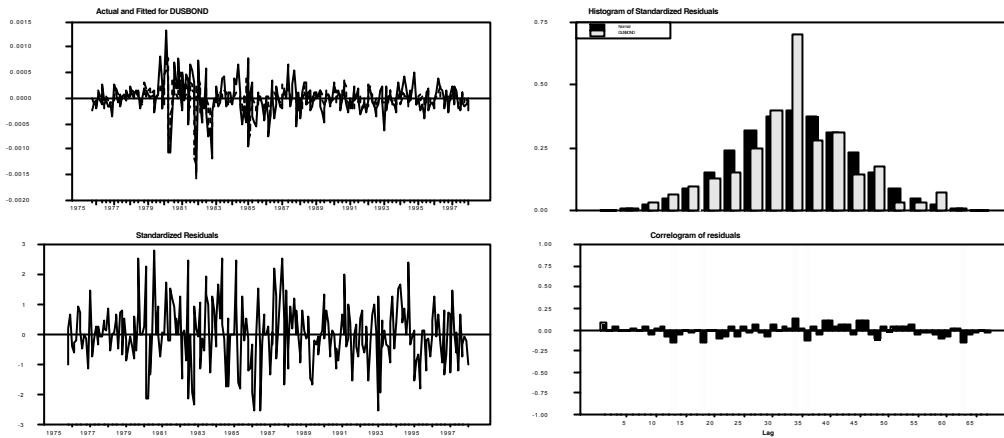 Actual and Fitted for DUSBOND
0.0015
0.0010
0.0005
0.0000
-0.0005
-0.0010
-0.0015
-0.0020
1975 1977 1979 1981 1983 1985 1987 1989 1991 1993 1995 1997
Histogram of Standardized Residuals
0.75
0.50
0.25
0.00
Normal
DUSBOND
Standardized Residuals
3
2
1
0
-1
-2
-3
1975 1977 1979 1981 1983 1985 1987 1989 1991 1993 1995 1997
Correlogram of residuals
1.00
0.75
0.50
0.25
0.00
-0.25
-0.50
-0.75
-1.00
5 10 15 20 25 30 35 40 45 50 55 60 65
Lag